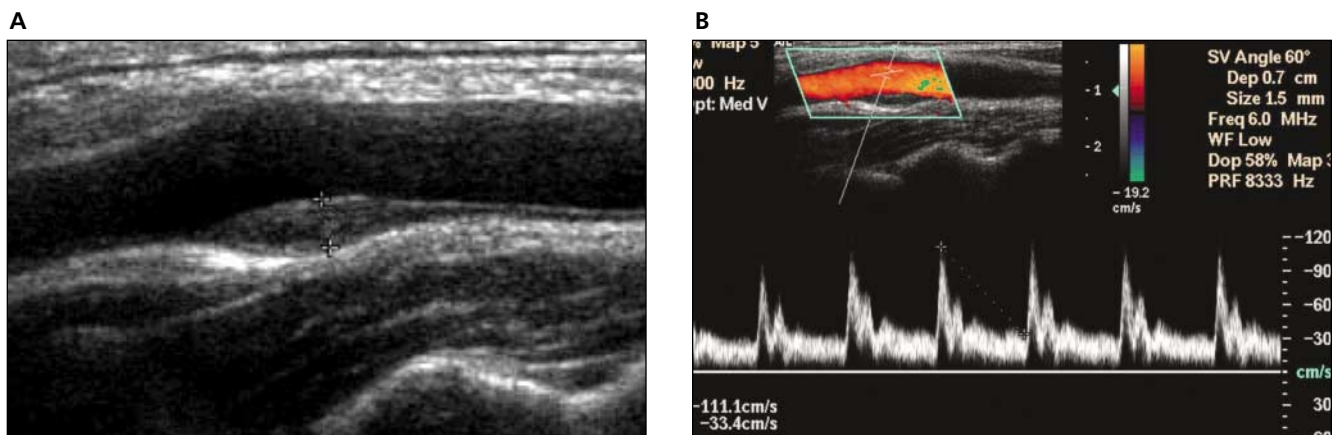 A
B
Map 5
000 Hz
pt: Med V
1
2
- 19.2
cm/s
SV Angle 60°
Dep 0.7 cm
Size 1.5 mm
Freq 6.0 MHz
WF Low
Dop 58% Map 3
PRF 8333 Hz
-120
-90
-60
-30
cm/s
30
-111.1cm/s
-33.4cm/s